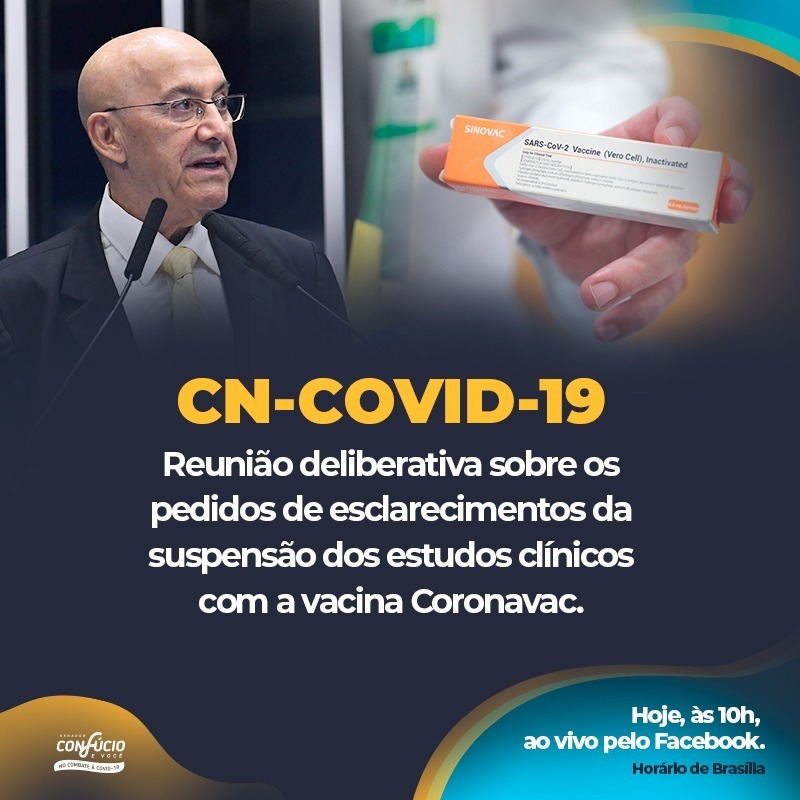 SINOVAC
SARS-CoV-2 Vaccine (Vero Cell), Inactivated
CN-COVID-19
Reunião deliberativa sobre os
pedidos de esclarecimentos da
suspensão dos estudos clínicos
com a vacina Coronavac.
Hoje, às 10h,
ao vivo pelo Facebook.
Horário de Brasília
SENADOR
CONFÚCIO
E VOCÊ
NO COMBATE À COVID-19